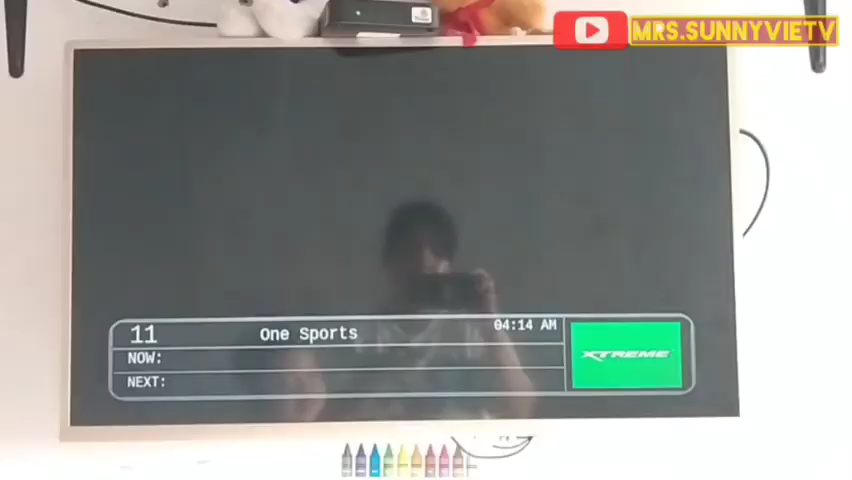 MRS.SUNNYVIETV
11
One Sports
04:14 AM
NOW:
NEXT:
XTREME